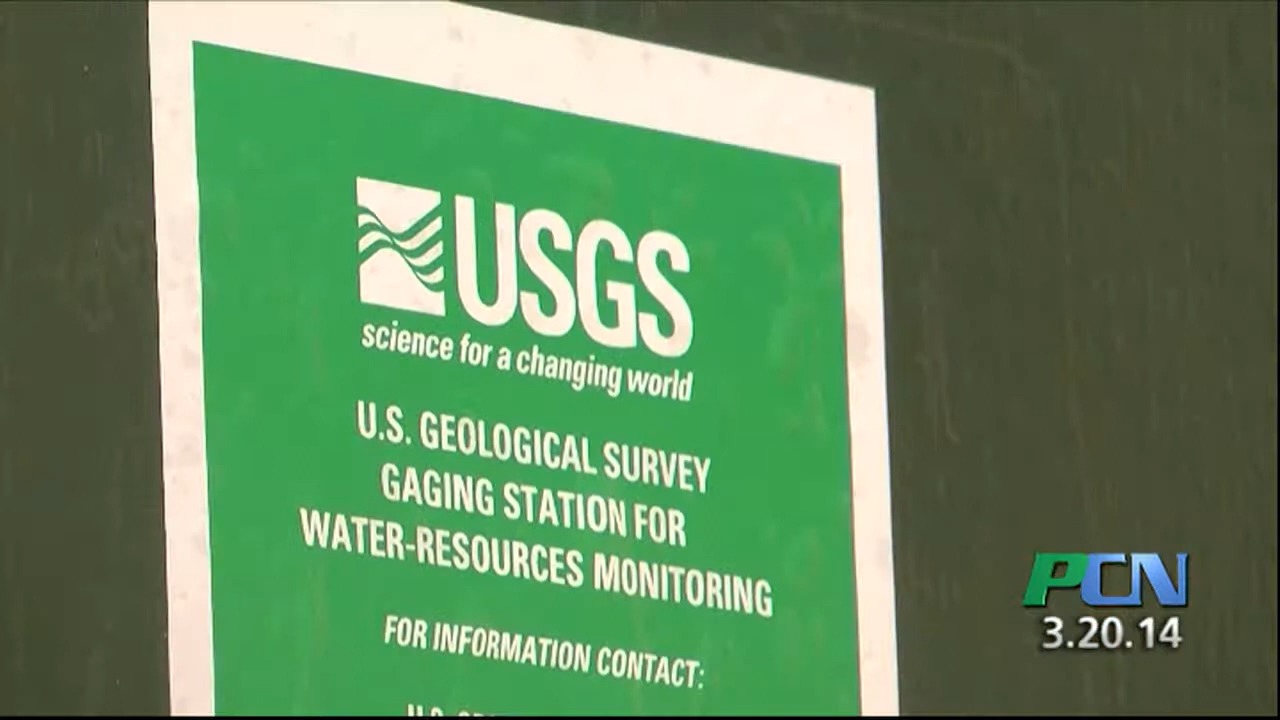 USGS
science for a changing world
U.S. GEOLOGICAL SURVEY
GAGING STATION FOR
WATER-RESOURCES MONITORING
FOR INFORMATION CONTACT:
U.S.
PCN
3.20.14